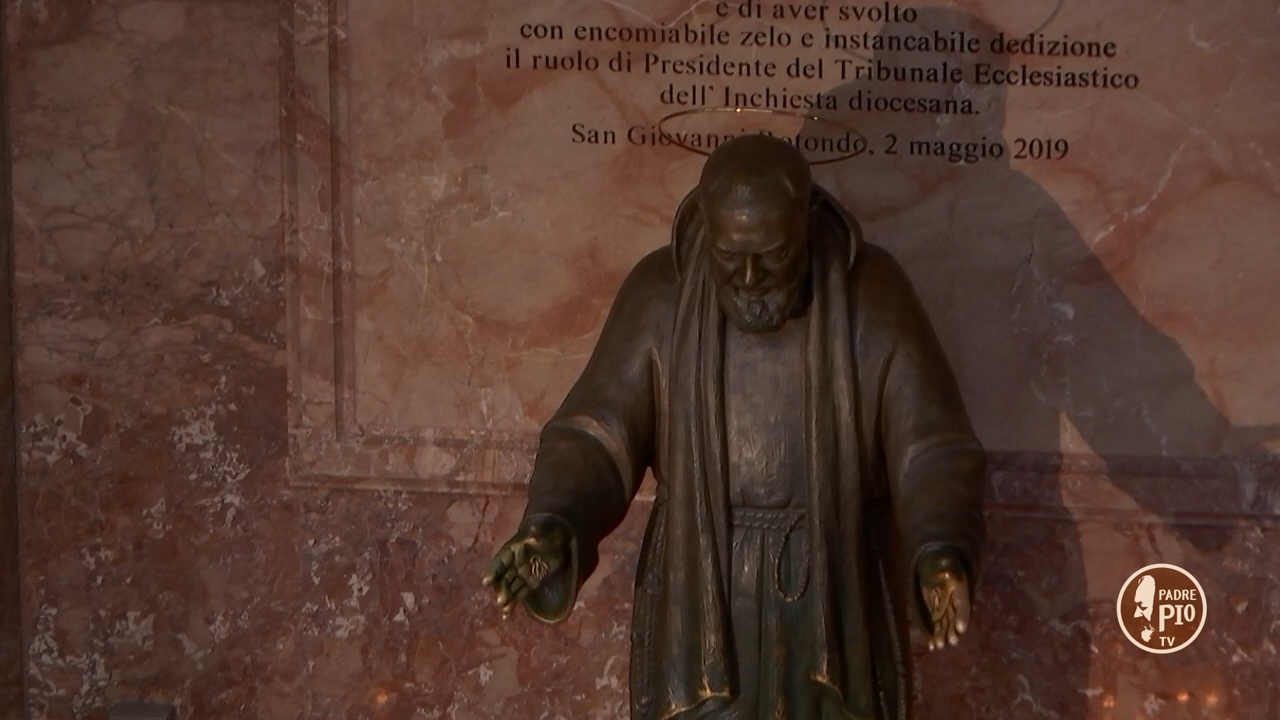 e di aver svolto
con encomiabile zelo e instancabile dedizione
il ruolo di Presidente del Tribunale Ecclesiastico
dell' Inchiesta diocesana.
San Giovanni Rotondo, 2 maggio 2019
PADRE
PIO
TV